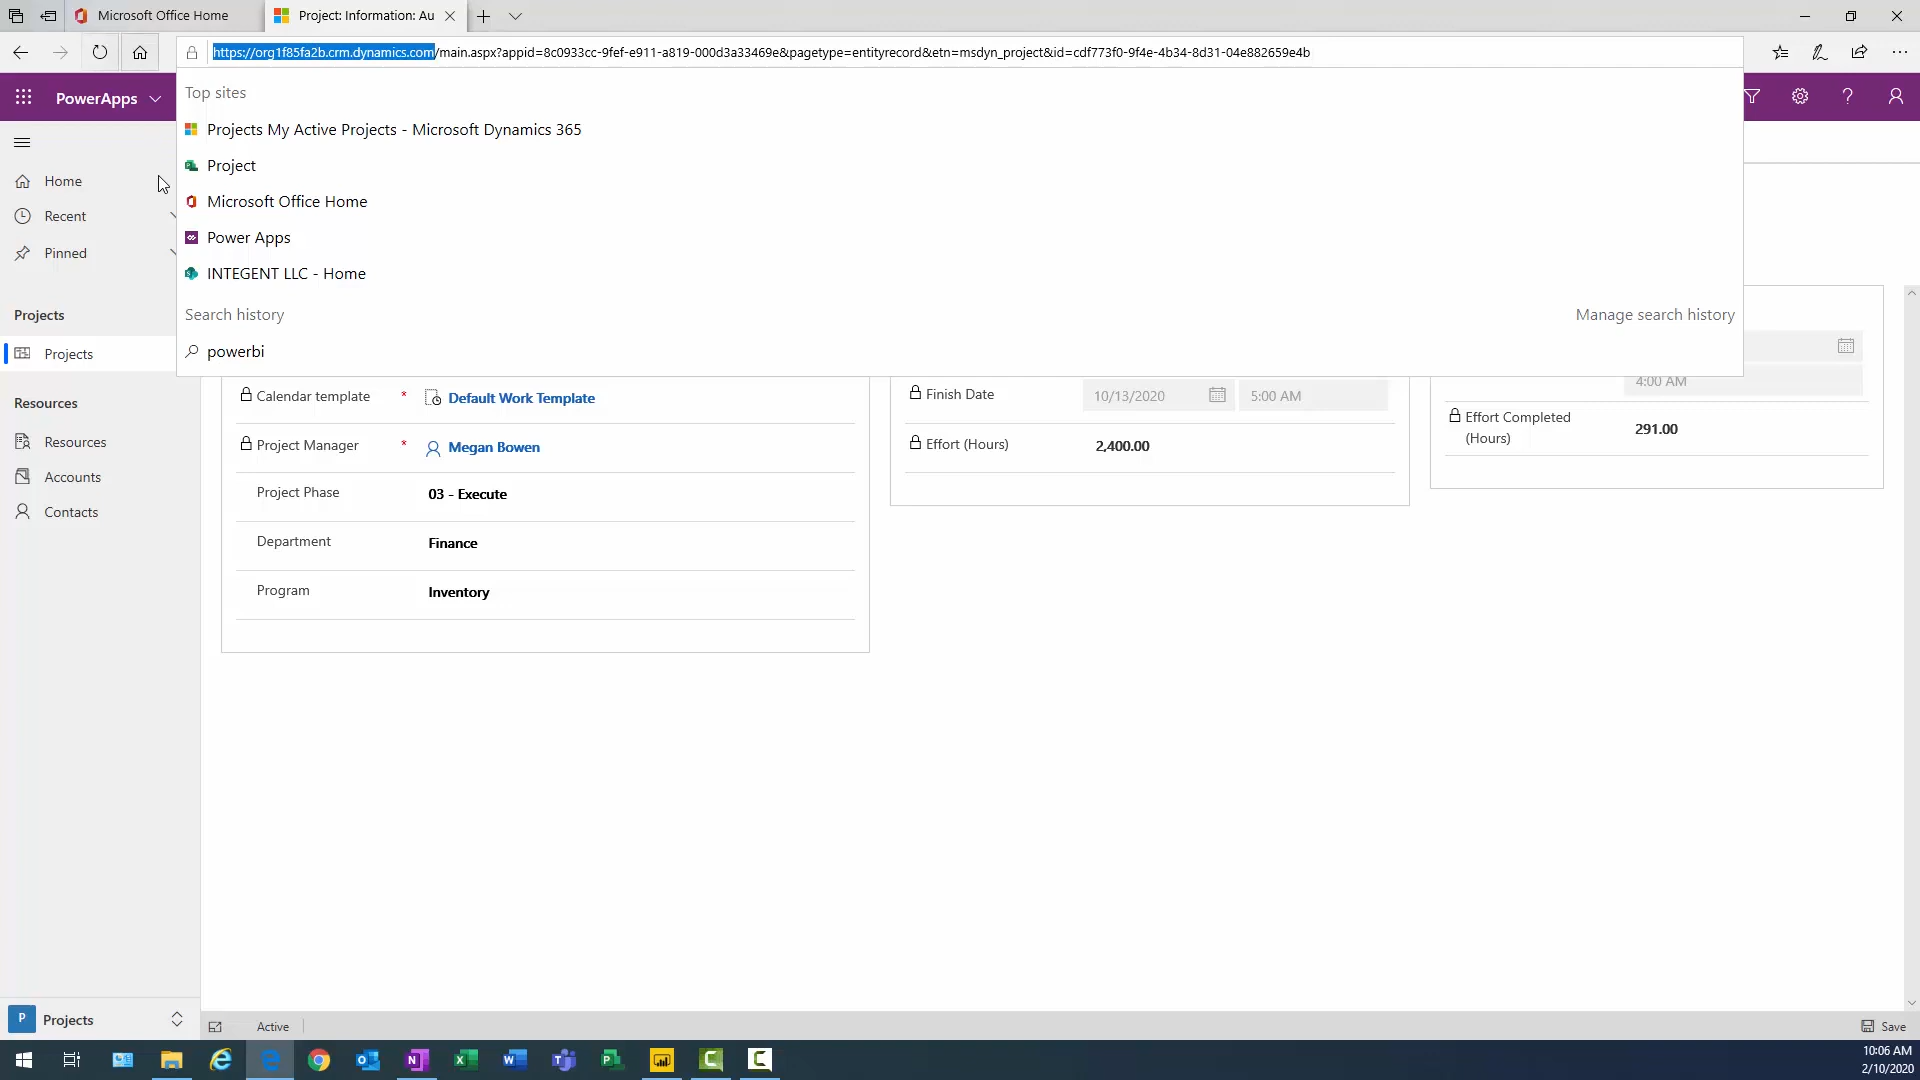 Microsoft Office Home
Project: Information: Au
https://org1f85fa2b.crm.dynamics.com/main.aspx?appid=8c0933cc-9fef-e911-a819-000d3a33469e&pagetype=entityrecord&etn=msdyn_project&id=cdf773f0-9f4e-4b34-8d31-04e882659e4b
PowerApps
Top sites
Projects My Active Projects - Microsoft Dynamics 365
Project
Microsoft Office Home
Power Apps
INTEGENT LLC - Home
Search history
Manage search history
powerbi
Home
Recent
Pinned
Projects
Projects
Resources
Resources
Accounts
Contacts
Calendar template * Default Work Template
Project Manager * Megan Bowen
Project Phase 03 - Execute
Department Finance
Program Inventory
Finish Date 10/13/2020 5:00 AM
Effort (Hours) 2,400.00
4:00 AM
Effort Completed (Hours) 291.00
P Projects
Active
Save
10:06 AM
2/10/2020